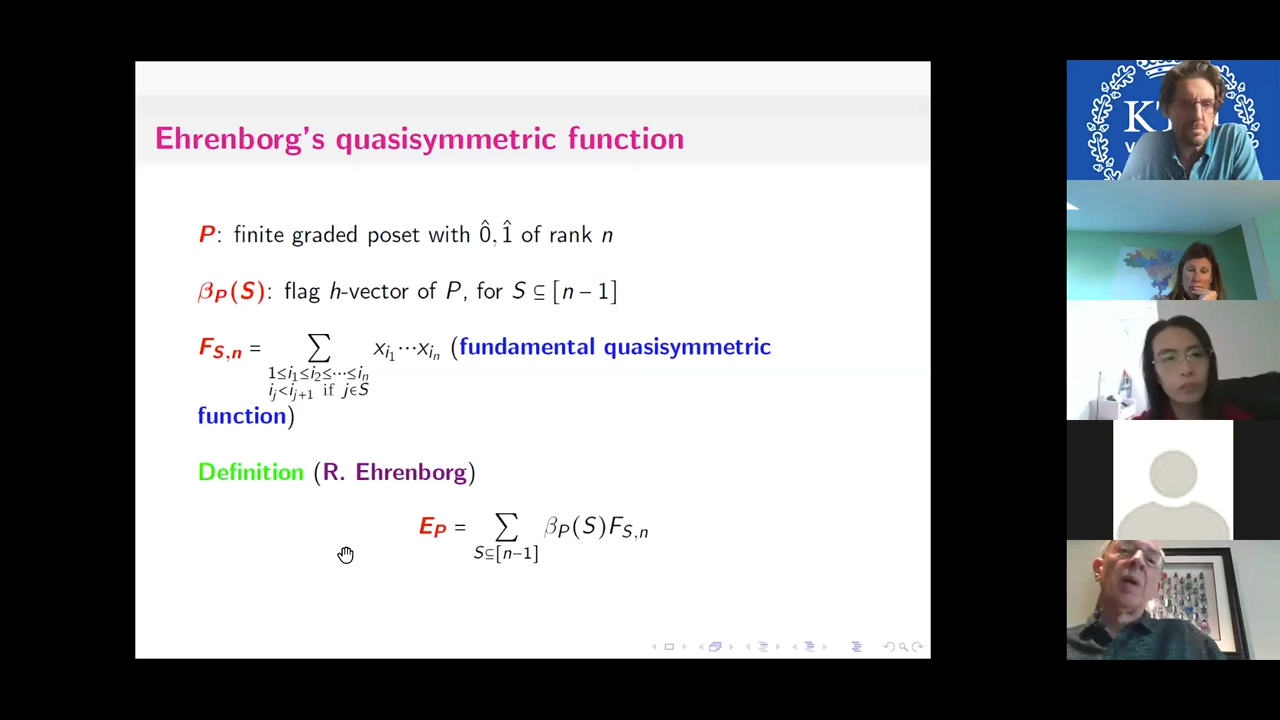 Ehrenborg's quasisymmetric function
P: finite graded poset with 0̂, 1̂ of rank n
β_P(S): flag h-vector of P, for S ⊆ [n − 1]
F_{S,n} = ∑_{1≤i_1≤i_2≤⋯≤i_n, i_j<i_{j+1} if j∈S} x_{i_1}⋯x_{i_n} (fundamental quasisymmetric
function)
Definition (R. Ehrenborg)
E_P = ∑_{S⊆[n−1]} β_P(S)F_{S,n}